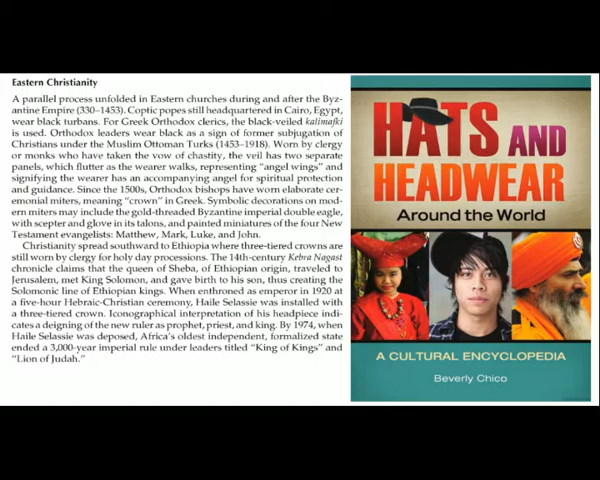 Eastern Christianity
A parallel process unfolded in Eastern churches during and after the Byz-
antine Empire (330–1453). Coptic popes still headquartered in Cairo, Egypt,
wear black turbans. For Greek Orthodox clerics, the black-veiled kalimafki
is used. Orthodox leaders wear black as a sign of former subjugation of
Christians under the Muslim Ottoman Turks (1453–1918). Worn by clergy
or monks who have taken the vow of chastity, the veil has two separate
panels, which flutter as the wearer walks, representing "angel wings" and
signifying the wearer has an accompanying angel for spiritual protection
and guidance. Since the 1500s, Orthodox bishops have worn elaborate cer-
emonial miters, meaning "crown" in Greek. Symbolic decorations on mod-
ern miters may include the gold-threaded Byzantine imperial double eagle,
with scepter and glove in its talons, and painted miniatures of the four New
Testament evangelists: Matthew, Mark, Luke, and John.
Christianity spread southward to Ethiopia where three-tiered crowns are
still worn by clergy for holy day processions. The 14th-century Kebra Nagast
chronicle claims that the queen of Sheba, of Ethiopian origin, traveled to
Jerusalem, met King Solomon, and gave birth to his son, thus creating the
Solomonic line of Ethiopian kings. When enthroned as emperor in 1920 at
a five-hour Hebraic-Christian ceremony, Haile Selassie was installed with
a three-tiered crown. Iconographical interpretation of his headpiece indi-
cates a deigning of the new ruler as prophet, priest, and king. By 1974, when
Haile Selassie was deposed, Africa's oldest independent, formalized state
ended a 3,000-year imperial rule under leaders titled "King of Kings" and
"Lion of Judah."
HATS AND
HEADWEAR
Around the World
A CULTURAL ENCYCLOPEDIA
Beverly Chico